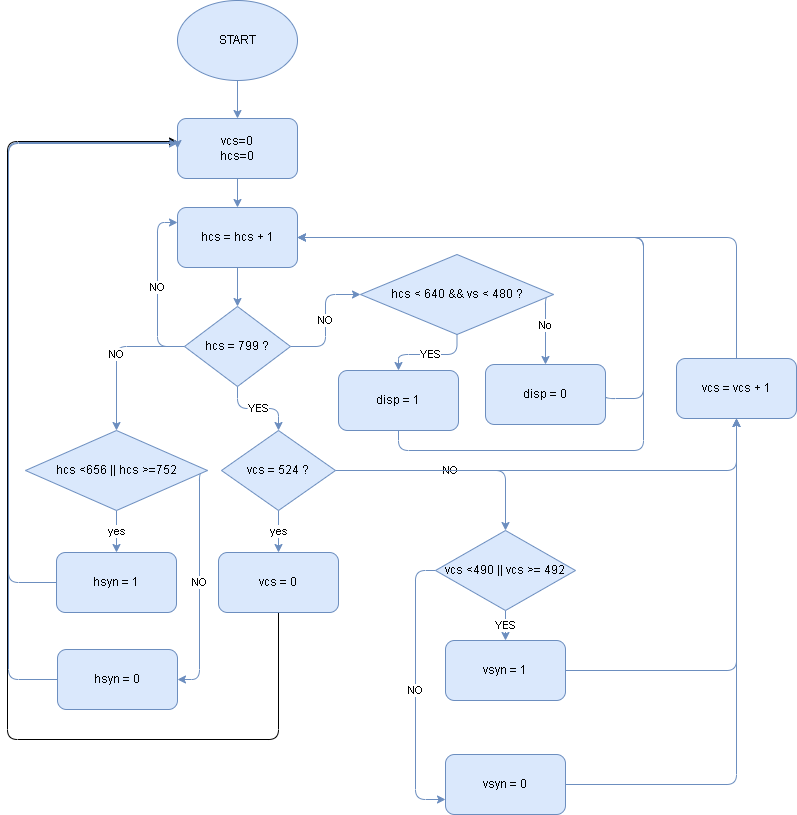 START
vcs=0
hcs=0
hcs = hcs + 1
NO
hcs < 640 && vs < 480 ?
NO
No
hcs = 799 ?
NO
YES
vcs = vcs + 1
disp = 1
disp = 0
YES
hcs <656 || hcs >=752
vcs = 524 ?
NO
yes
yes
vcs <490 || vcs >= 492
hsyn = 1
NO
vcs = 0
YES
hsyn = 0
vsyn = 1
NO
vsyn = 0